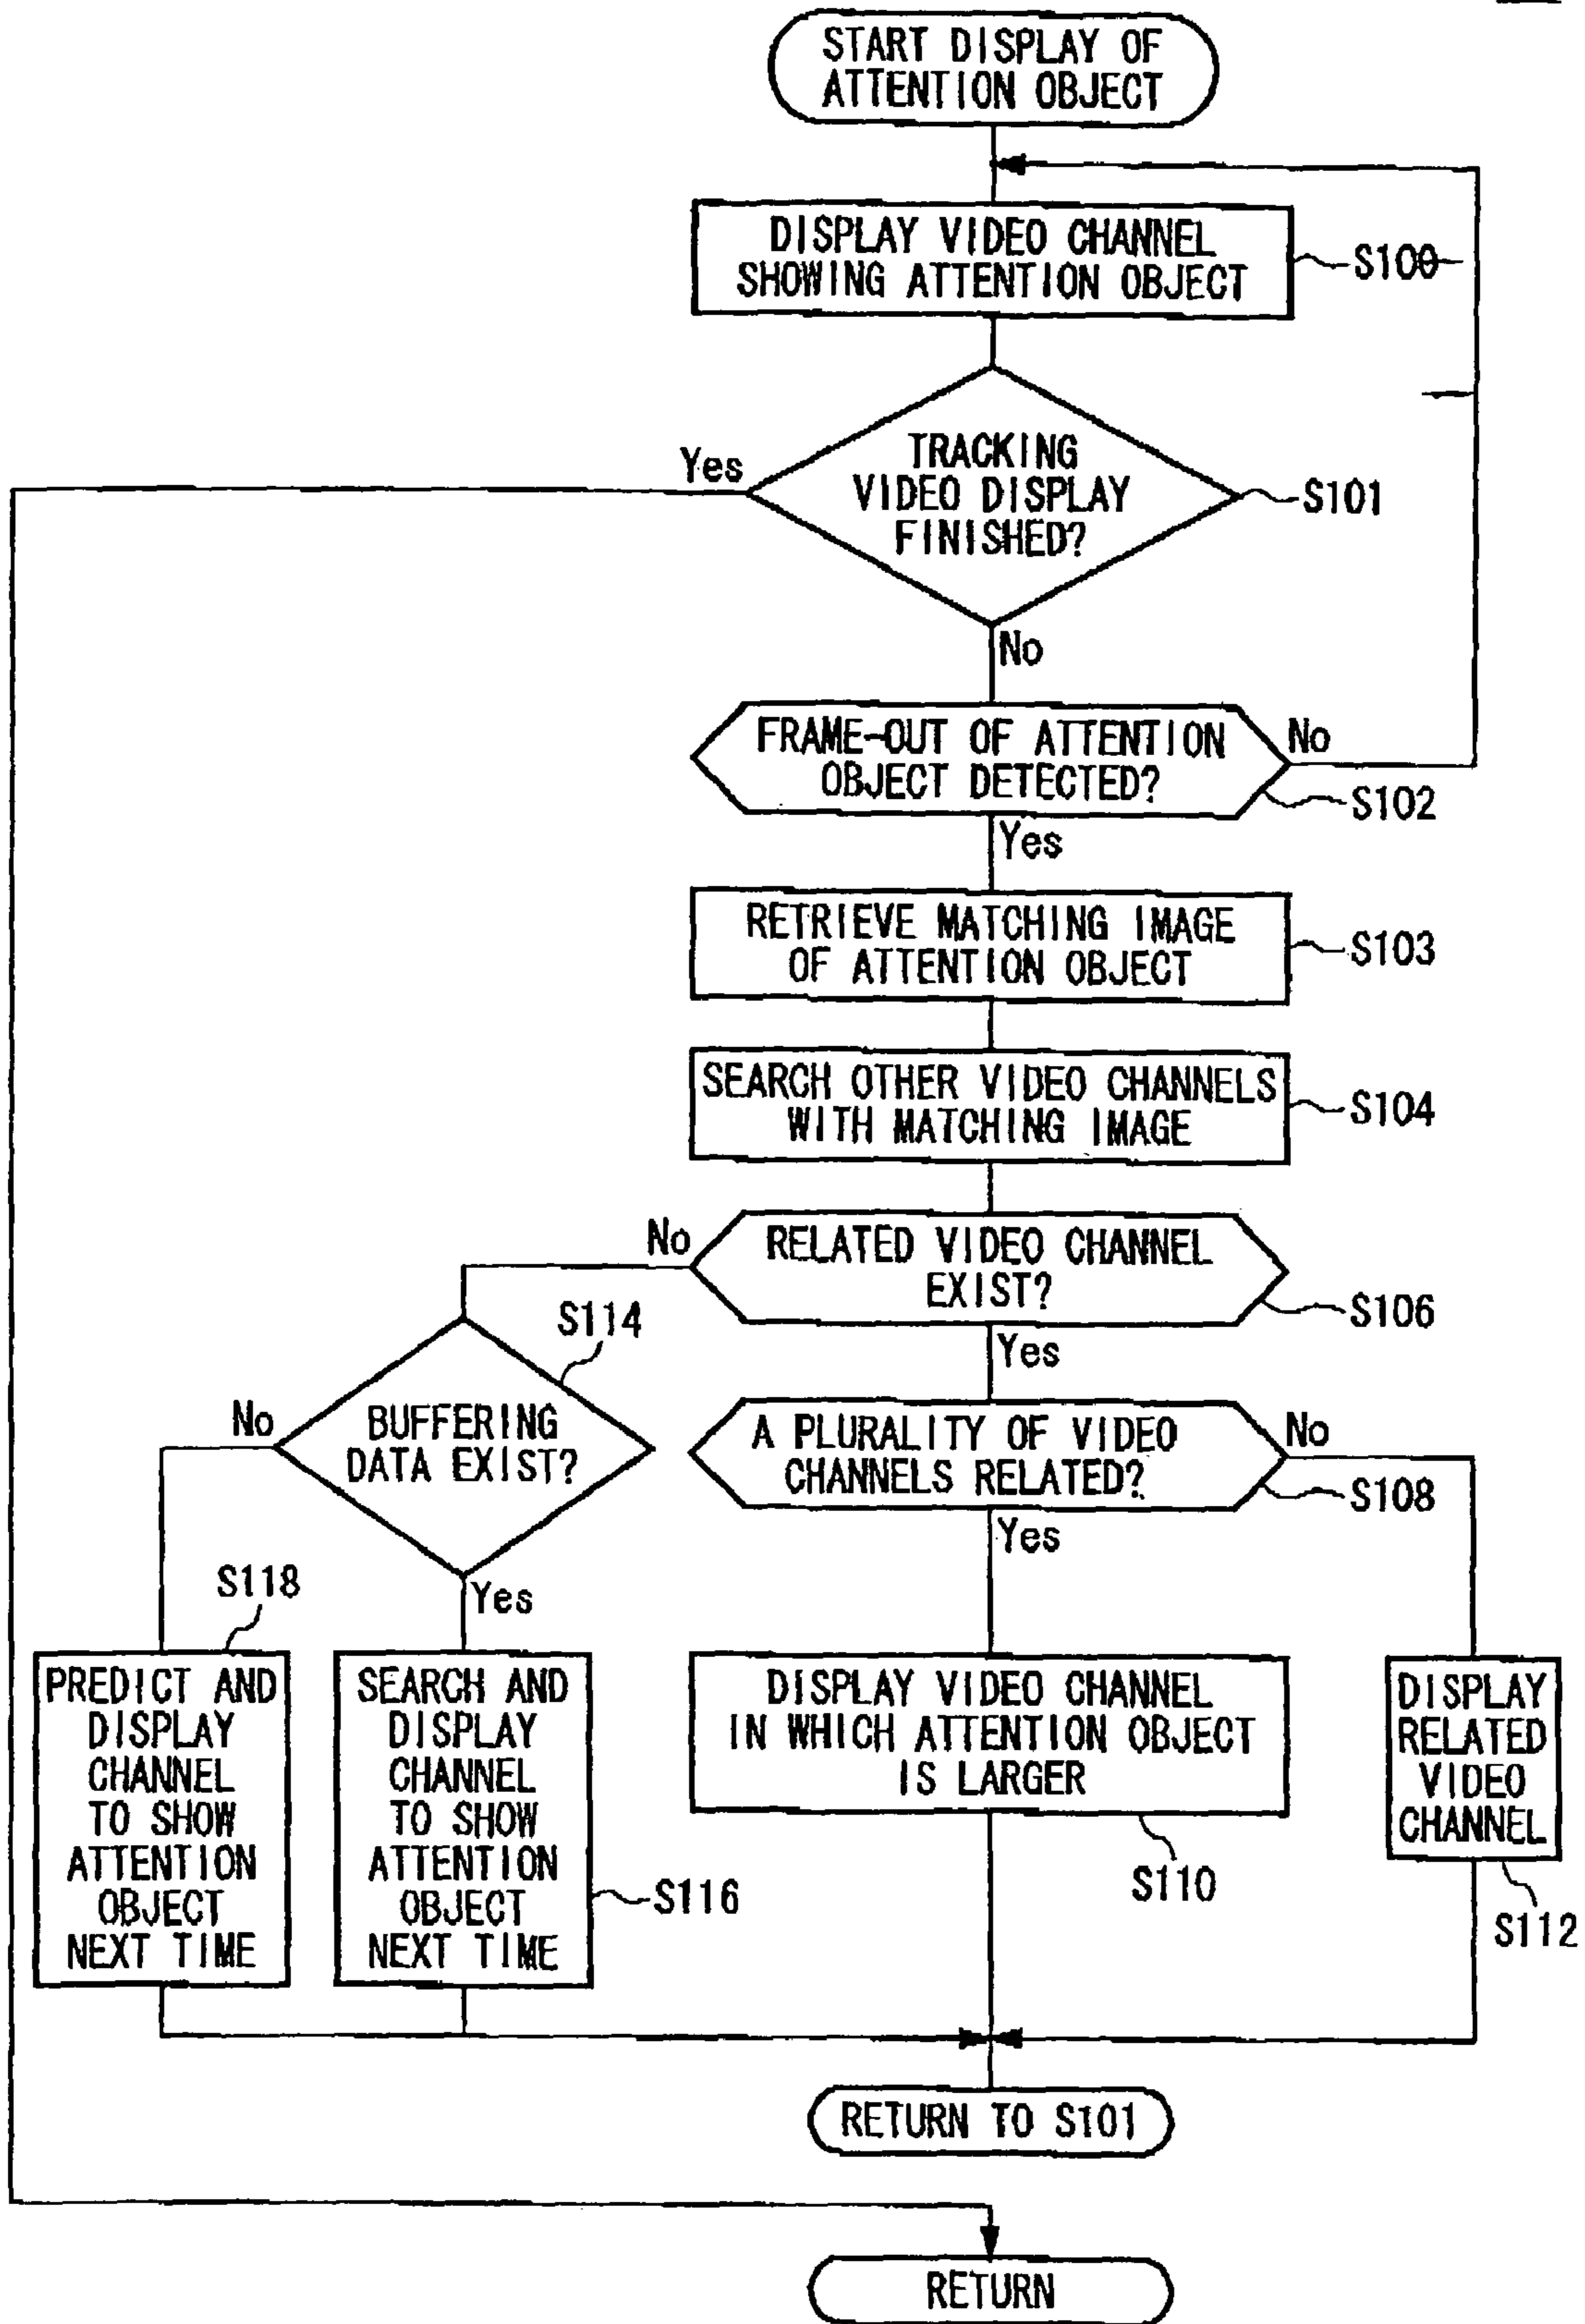 START DISPLAY OF
ATTENTION OBJECT
DISPLAY VIDEO CHANNEL
SHOWING ATTENTION OBJECT
S100
Yes
TRACKING
VIDEO DISPLAY
FINISHED?
S101
No
FRAME-OUT OF ATTENTION
OBJECT DETECTED?
No
S102
Yes
RETRIEVE MATCHING IMAGE
OF ATTENTION OBJECT
S103
SEARCH OTHER VIDEO CHANNELS
WITH MATCHING IMAGE
S104
No
RELATED VIDEO CHANNEL
EXIST?
S106
Yes
S114
No
BUFFERING
DATA EXIST?
Yes
A PLURALITY OF VIDEO
CHANNELS RELATED?
No
S108
Yes
S118
PREDICT AND
DISPLAY
CHANNEL
TO SHOW
ATTENTION
OBJECT
NEXT TIME
SEARCH AND
DISPLAY
CHANNEL
TO SHOW
ATTENTION
OBJECT
NEXT TIME
S116
DISPLAY VIDEO CHANNEL
IN WHICH ATTENTION OBJECT
IS LARGER
S110
DISPLAY
RELATED
VIDEO
CHANNEL
S112
RETURN TO S101
RETURN